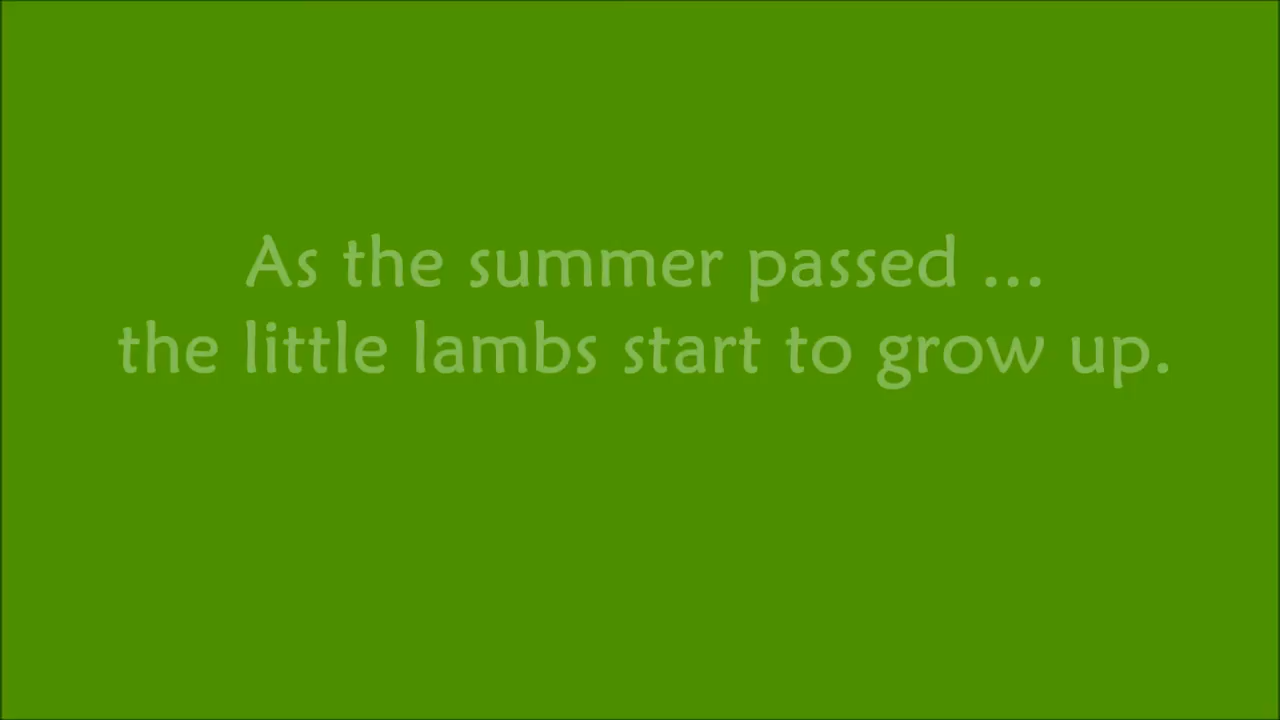 As the summer passed ...
the little lambs start to grow up.